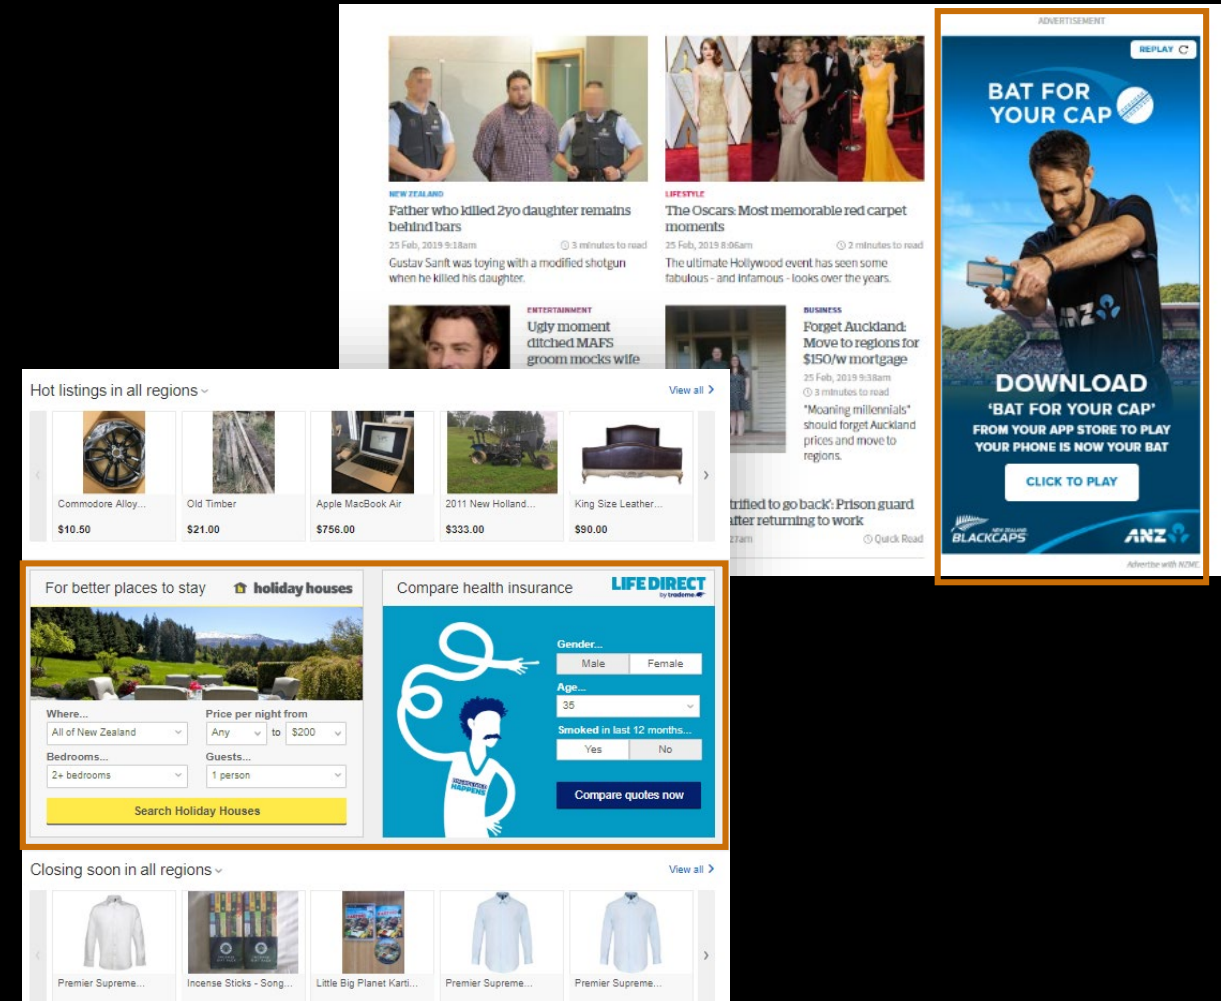 ADVERTISEMENT
REPLAY
BAT FOR
YOUR CAP
ANZ
DOWNLOAD
'BAT FOR YOUR CAP'
FROM YOUR APP STORE TO PLAY
YOUR PHONE IS NOW YOUR BAT
CLICK TO PLAY
NEW ZEALAND
BLACKCAPS
ANZ
Advertise with NZME.
NEW ZEALAND
Father who killed 2yo daughter remains
behind bars
25 Feb, 2019 9:18am
3 minutes to read
Gustav Sanft was toying with a modified shotgun
when he killed his daughter.
LIFESTYLE
The Oscars: Most memorable red carpet
moments
25 Feb, 2019 8:06am
2 minutes to read
The ultimate Hollywood event has seen some
fabulous - and infamous - looks over the years.
ENTERTAINMENT
Ugly moment
ditched MAFS
groom mocks wife
BUSINESS
Forget Auckland:
Move to regions for
$150/w mortgage
25 Feb, 2019 9:38am
3 minutes to read
"Moaning millennials"
should forget Auckland
prices and move to
regions.
trified to go back': Prison guard
after returning to work
27am
Quick Read
Hot listings in all regions
View all
Commodore Alloy...
$10.50
Old Timber
$21.00
Apple MacBook Air
$756.00
2011 New Holland...
$333.00
King Size Leather...
$90.00
For better places to stay
holiday houses
Where...
All of New Zealand
Price per night from
Any
to
$200
Bedrooms...
2+ bedrooms
Guests...
1 person
Search Holiday Houses
Compare health insurance
LIFE DIRECT
by trademe
HAPPENS
Gender...
Male
Female
Age...
35
Smoked in last 12 months...
Yes
No
Compare quotes now
Closing soon in all regions
View all
Premier Supreme...
Incense Sticks - Song...
Little Big Planet Karti...
Premier Supreme...
Premier Supreme...